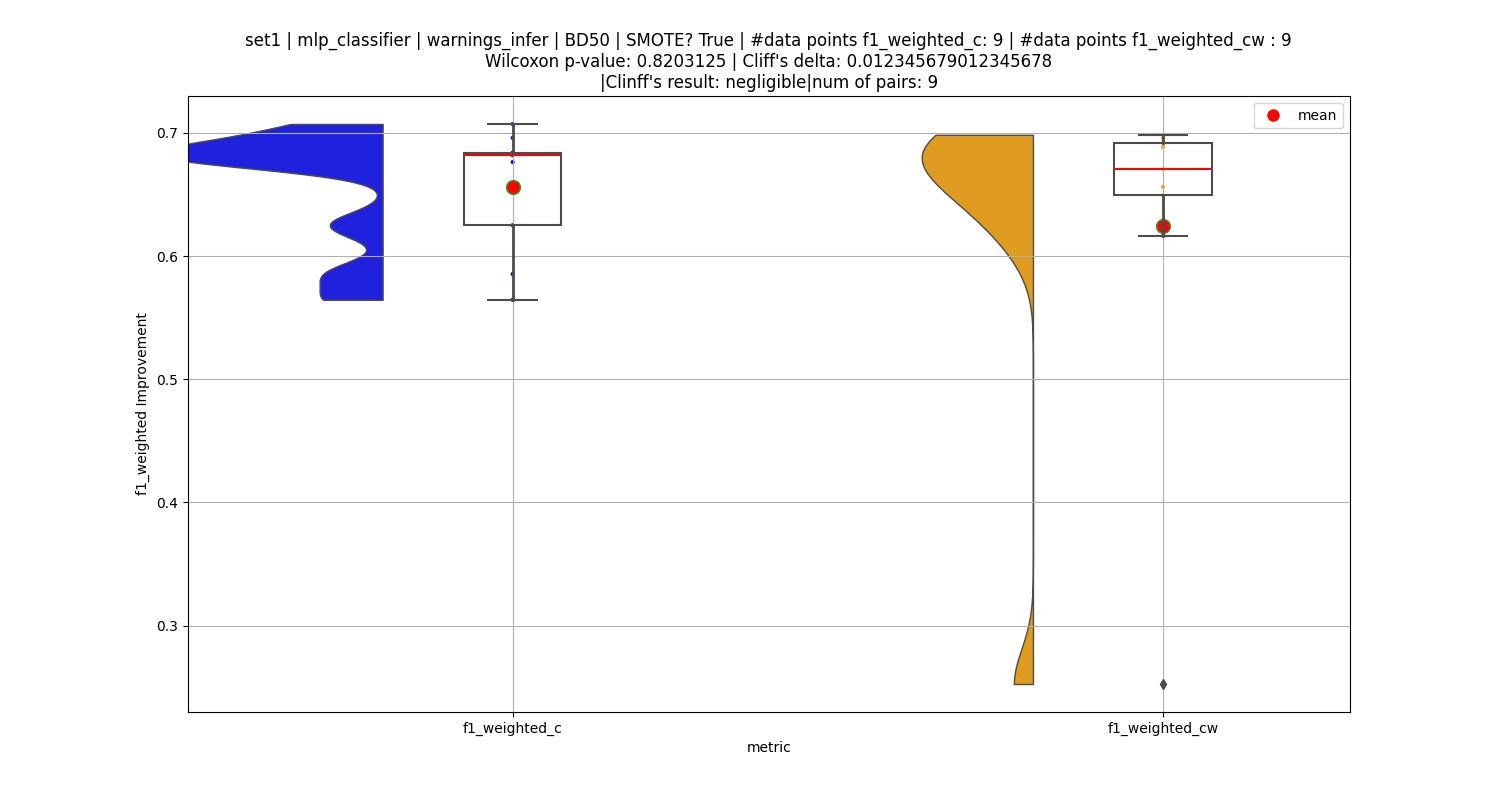 set1 | mlp_classifier | warnings_infer | BD50 | SMOTE? True | #data points f1_weighted_c: 9 | #data points f1_weighted_cw : 9
Wilcoxon p-value: 0.8203125 | Cliff's delta: 0.012345679012345678
|Clinff's result: negligible|num of pairs: 9
mean
0.7
0.6
0.5
0.4
0.3
f1_weighted Improvement
f1_weighted_c
f1_weighted_cw
metric